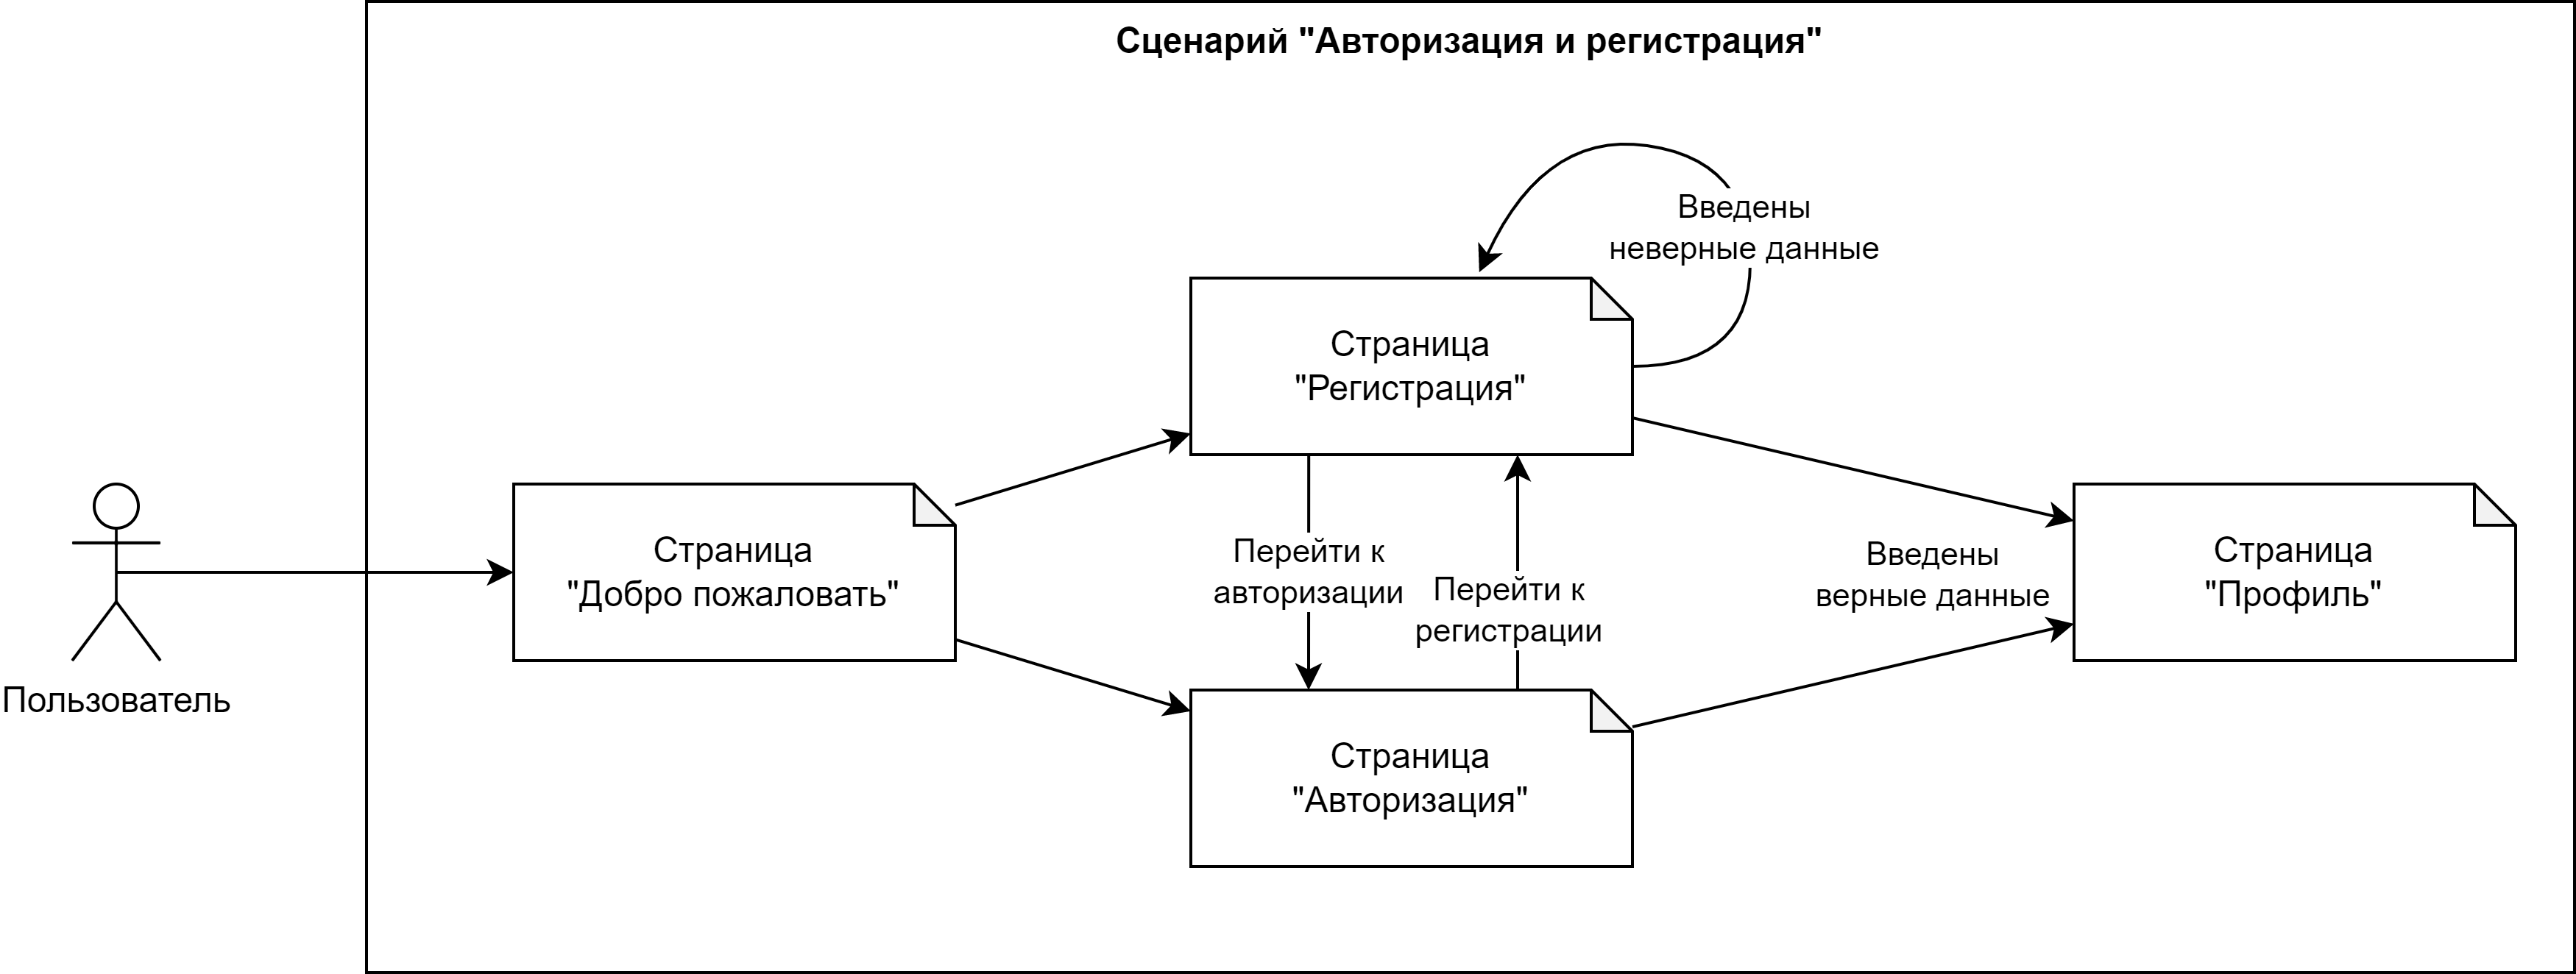 Сценарий "Авторизация и регистрация"
Введены
неверные данные
Страница
"Регистрация"
Пользователь
Страница
"Добро пожаловать"
Перейти к
авторизации
Перейти к
регистрации
Введены
верные данные
Страница
"Профиль"
Страница
"Авторизация"